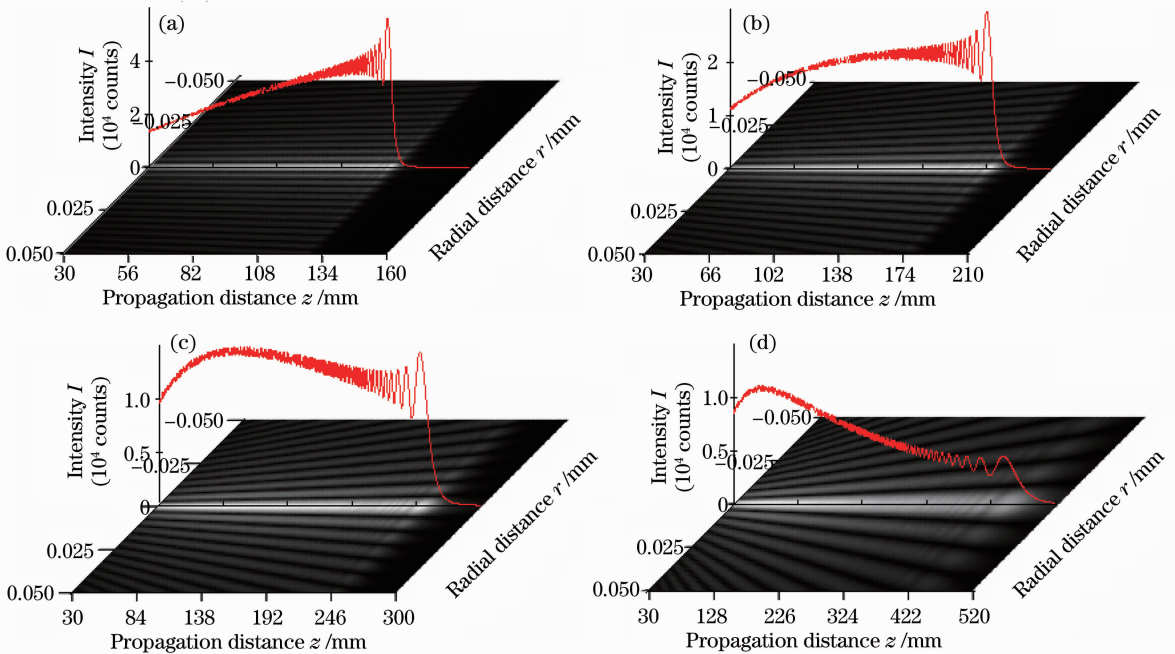 (a)
Intensity I
(10⁴ counts)
4
2
0
−0.050
0.025
0.025
0.050
30 56 82 108 134 160
Propagation distance z /mm
Radial distance r /mm
(b)
Intensity I
(10⁴ counts)
2
1
0
−0.050
−0.025
0.025
0.050
30 66 102 138 174 210
Propagation distance z /mm
Radial distance r /mm
(c)
Intensity I
(10⁴ counts)
1.0
0.5
0
−0.050
−0.025
0.025
0.050
30 84 138 192 246 300
Propagation distance z /mm
Radial distance r /mm
(d)
Intensity I
(10⁴ counts)
1.0
0.5
0
−0.050
−0.025
0.025
0.050
30 128 226 324 422 520
Propagation distance z /mm
Radial distance r /mm